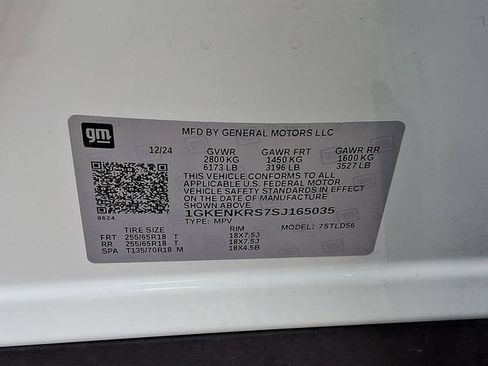 gm
MFD BY GENERAL MOTORS LLC
12/24 GVWR GAWR FRT GAWR RR
2800 KG 1450 KG 1600 KG
6173 LB 3196 LB 3527 LB
THIS VEHICLE CONFORMS TO ALL
APPLICABLE U.S. FEDERAL MOTOR
VEHICLE SAFETY STANDARDS IN EFFECT
ON THE DATE OF MANUFACTURE SHOWN
ABOVE.
1GKENKRS7SJ165035
8624
TYPE: MPV MODEL: 75TLD56
TIRE SIZE RIM
FRT 255/65R18 T 18X7.5J
RR 255/65R18 T 18X7.5J
SPA T135/70R18 M 18X4.5B